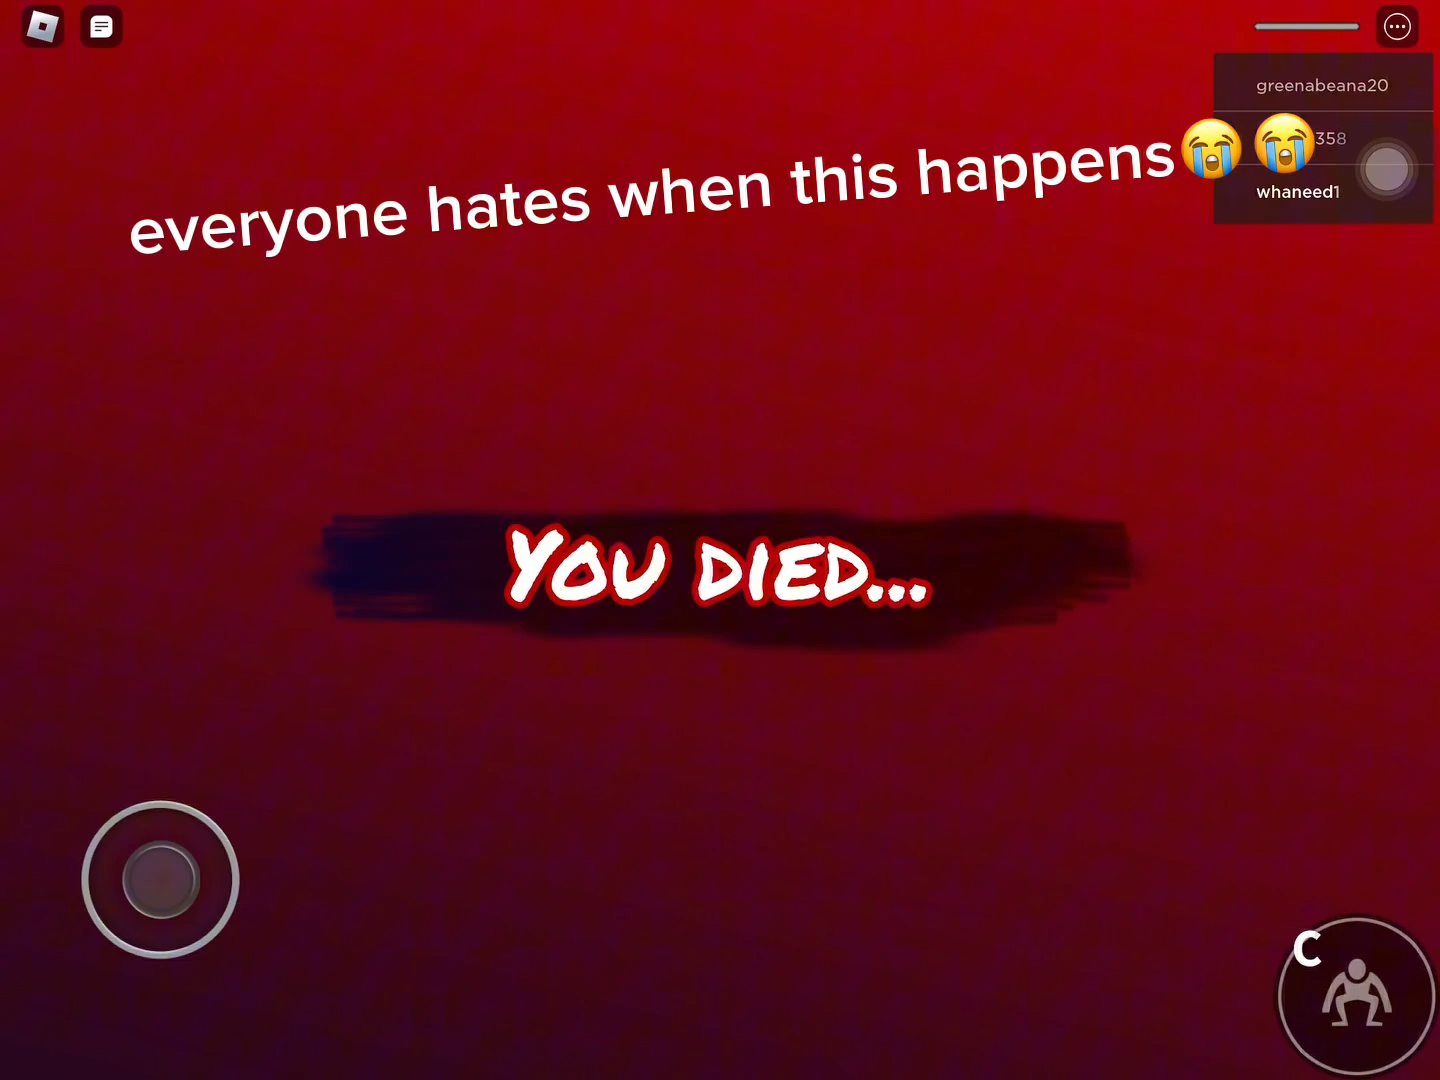 greenabeana20
everyone hates when this happens😭 😭
358
whaneed1
You died...
C